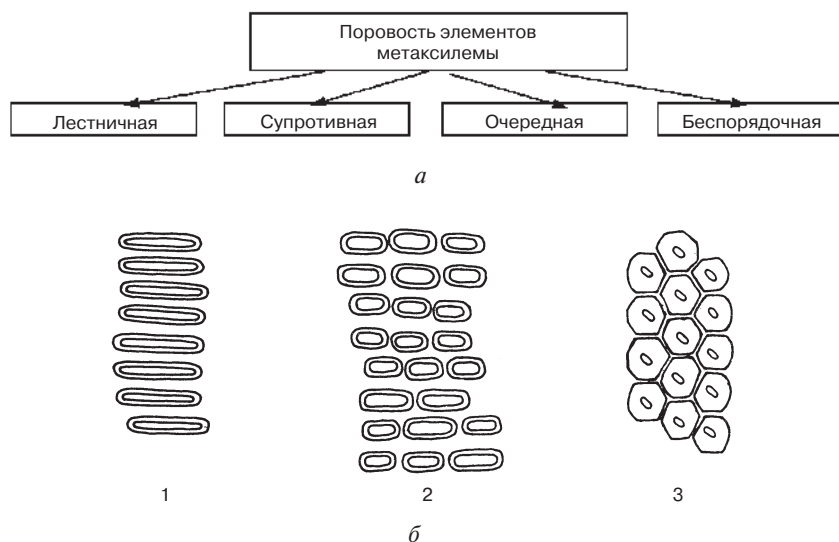 Поровость элементов
метаксилемы
Лестничная
Супротивная
Очередная
Беспорядочная
а
1
2
3
б